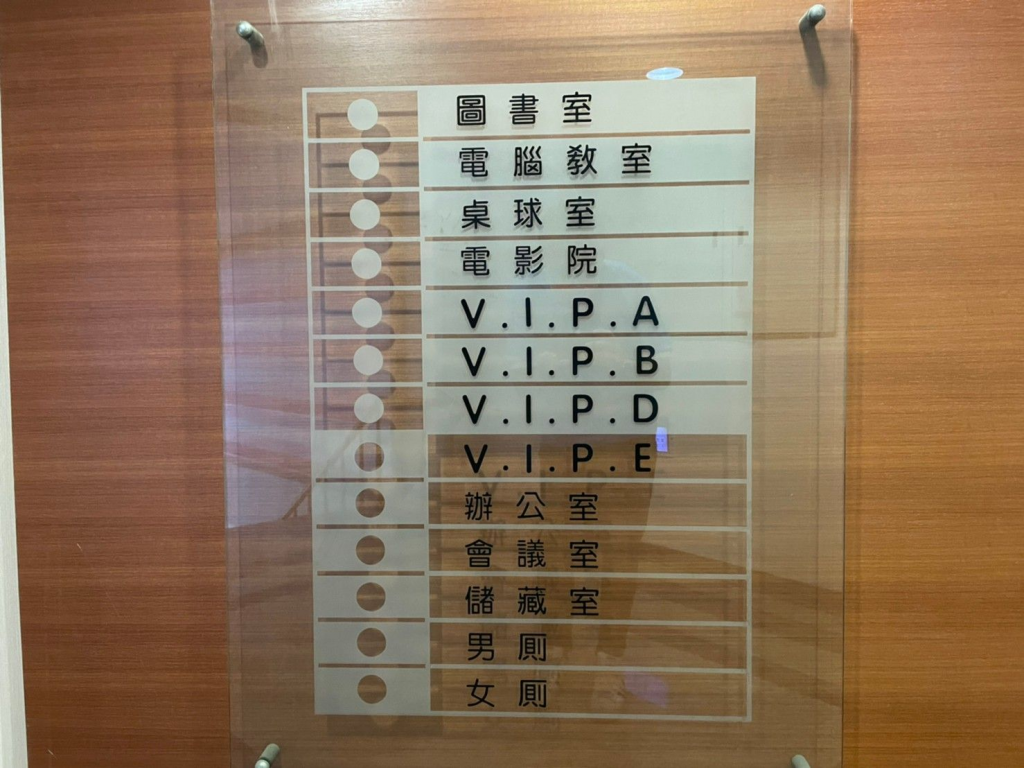 圖書室
電腦教室
桌球室
電影院
V.I.P.A
V.I.P.B
V.I.P.D
V.I.P.E
辦公室
會議室
儲藏室
男廁
女廁